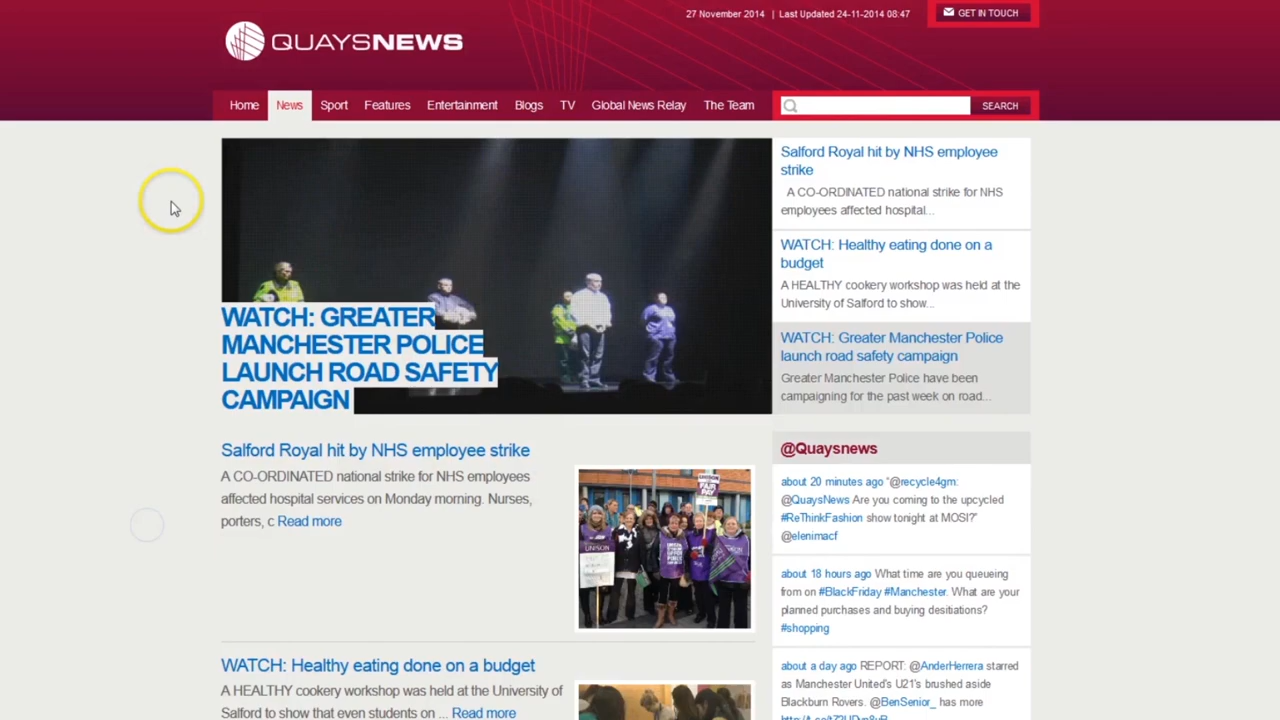 27 November 2014 | Last Updated 24-11-2014 08:47
GET IN TOUCH
QUAYSNEWS
Home News Sport Features Entertainment Blogs TV Global News Relay The Team
SEARCH
WATCH: GREATER
MANCHESTER POLICE
LAUNCH ROAD SAFETY
CAMPAIGN
Salford Royal hit by NHS employee
strike
A CO-ORDINATED national strike for NHS
employees affected hospital...
WATCH: Healthy eating done on a
budget
A HEALTHY cookery workshop was held at the
University of Salford to show...
WATCH: Greater Manchester Police
launch road safety campaign
Greater Manchester Police have been
campaigning for the past week on road...
Salford Royal hit by NHS employee strike
A CO-ORDINATED national strike for NHS employees
affected hospital services on Monday morning. Nurses,
porters, c Read more
UNISON
FAIR
PAY
UNISON
WATCH: Healthy eating done on a budget
A HEALTHY cookery workshop was held at the University of
Salford to show that even students on ... Read more
@Quaysnews
about 20 minutes ago "@recycle4gm:
@QuaysNews Are you coming to the upcycled
#ReThinkFashion show tonight at MOSI?"
@elenimacf
about 18 hours ago What time are you queueing
from on #BlackFriday #Manchester. What are your
planned purchases and buying desitiations?
#shopping
about a day ago REPORT: @AnderHerrera starred
as Manchester United's U21's brushed aside
Blackburn Rovers. @BenSenior_ has more